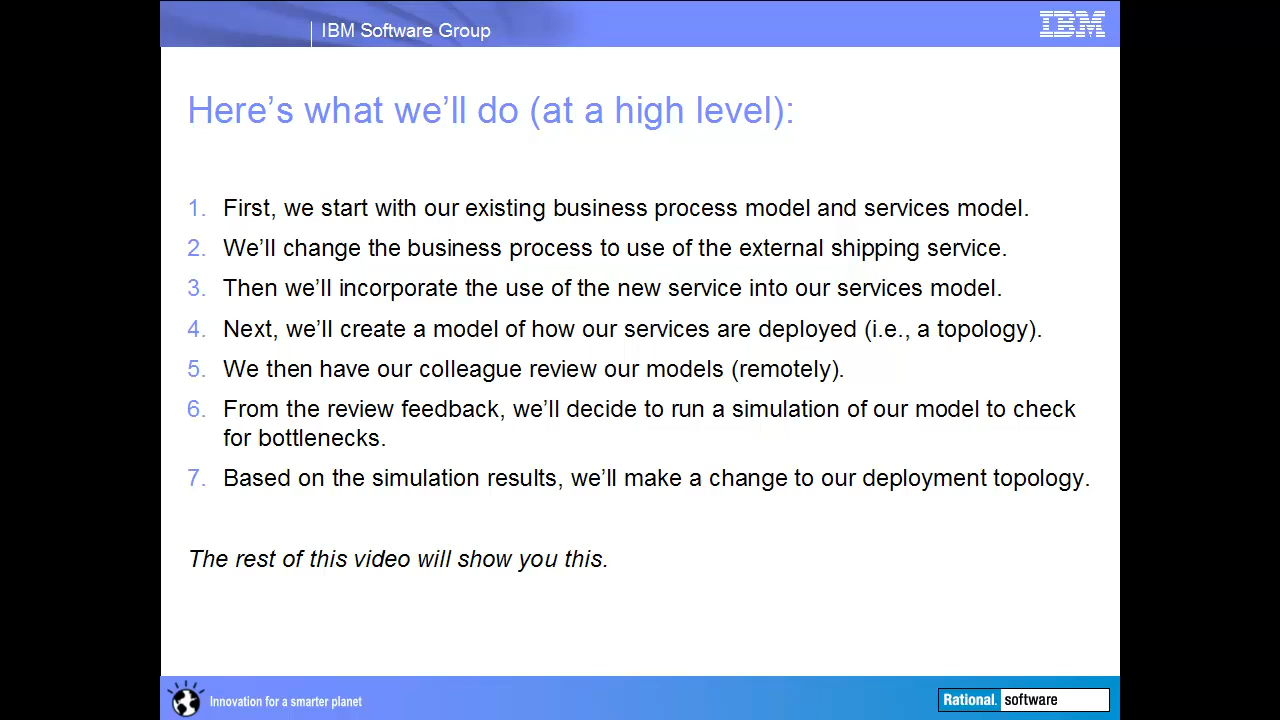 IBM Software Group
IBM
Here's what we'll do (at a high level):
1. First, we start with our existing business process model and services model.
2. We'll change the business process to use of the external shipping service.
3. Then we'll incorporate the use of the new service into our services model.
4. Next, we'll create a model of how our services are deployed (i.e., a topology).
5. We then have our colleague review our models (remotely).
6. From the review feedback, we'll decide to run a simulation of our model to check
for bottlenecks.
7. Based on the simulation results, we'll make a change to our deployment topology.
The rest of this video will show you this.
Innovation for a smarter planet
Rational. software